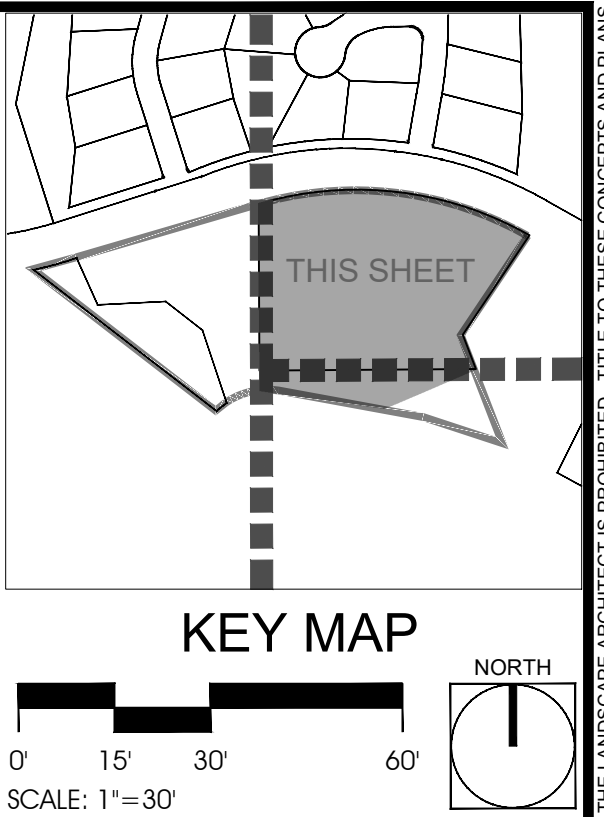 THIS SHEET
KEY MAP
NORTH
0' 15' 30' 60'
SCALE: 1"=30'
THE LANDSCAPE ARCHITECT IS PROHIBITED. TITLE TO THESE CONCEPTS AND PLANS